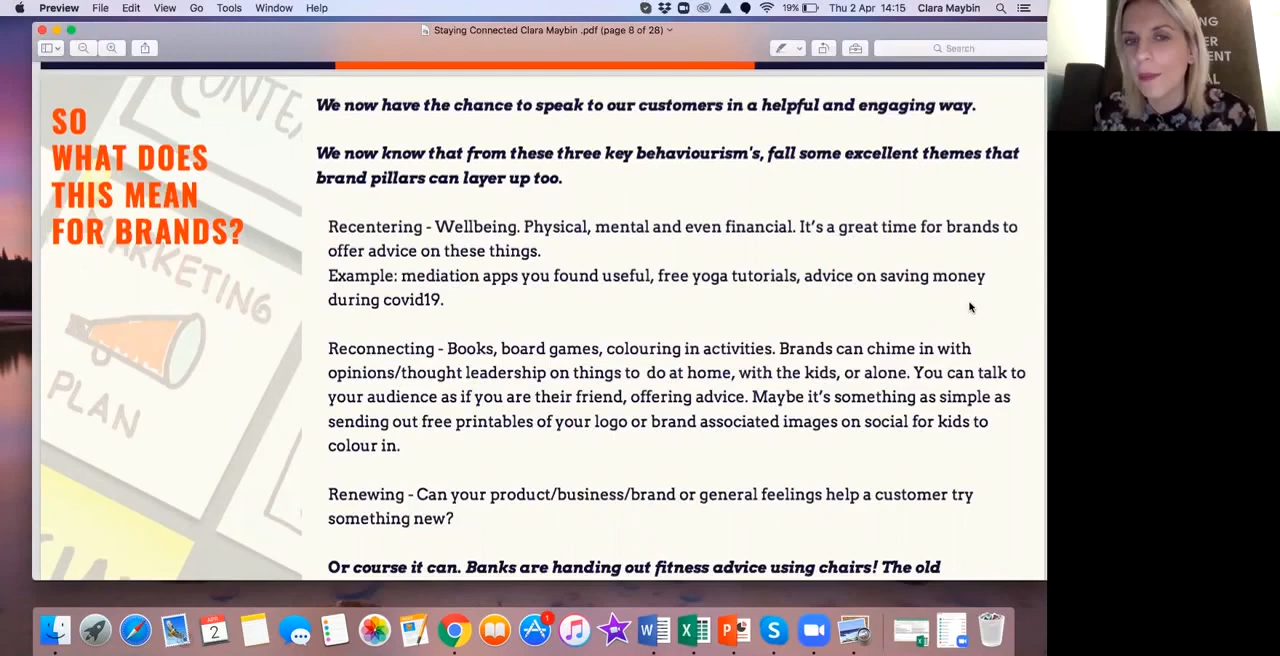 Preview File Edit View Go Tools Window Help 19% Thu 2 Apr 14:15 Clara Maybin
Staying Connected Clara Maybin .pdf (page 8 of 28)
Search
SO
WHAT DOES
THIS MEAN
FOR BRANDS?
MARKETING
PLAN
We now have the chance to speak to our customers in a helpful and engaging way.
We now know that from these three key behaviourism's, fall some excellent themes that
brand pillars can layer up too.
Recentering - Wellbeing. Physical, mental and even financial. It's a great time for brands to
offer advice on these things.
Example: mediation apps you found useful, free yoga tutorials, advice on saving money
during covid19.
Reconnecting - Books, board games, colouring in activities. Brands can chime in with
opinions/thought leadership on things to do at home, with the kids, or alone. You can talk to
your audience as if you are their friend, offering advice. Maybe it's something as simple as
sending out free printables of your logo or brand associated images on social for kids to
colour in.
Renewing - Can your product/business/brand or general feelings help a customer try
something new?
Or course it can. Banks are handing out fitness advice using chairs! The old
APR
2
1